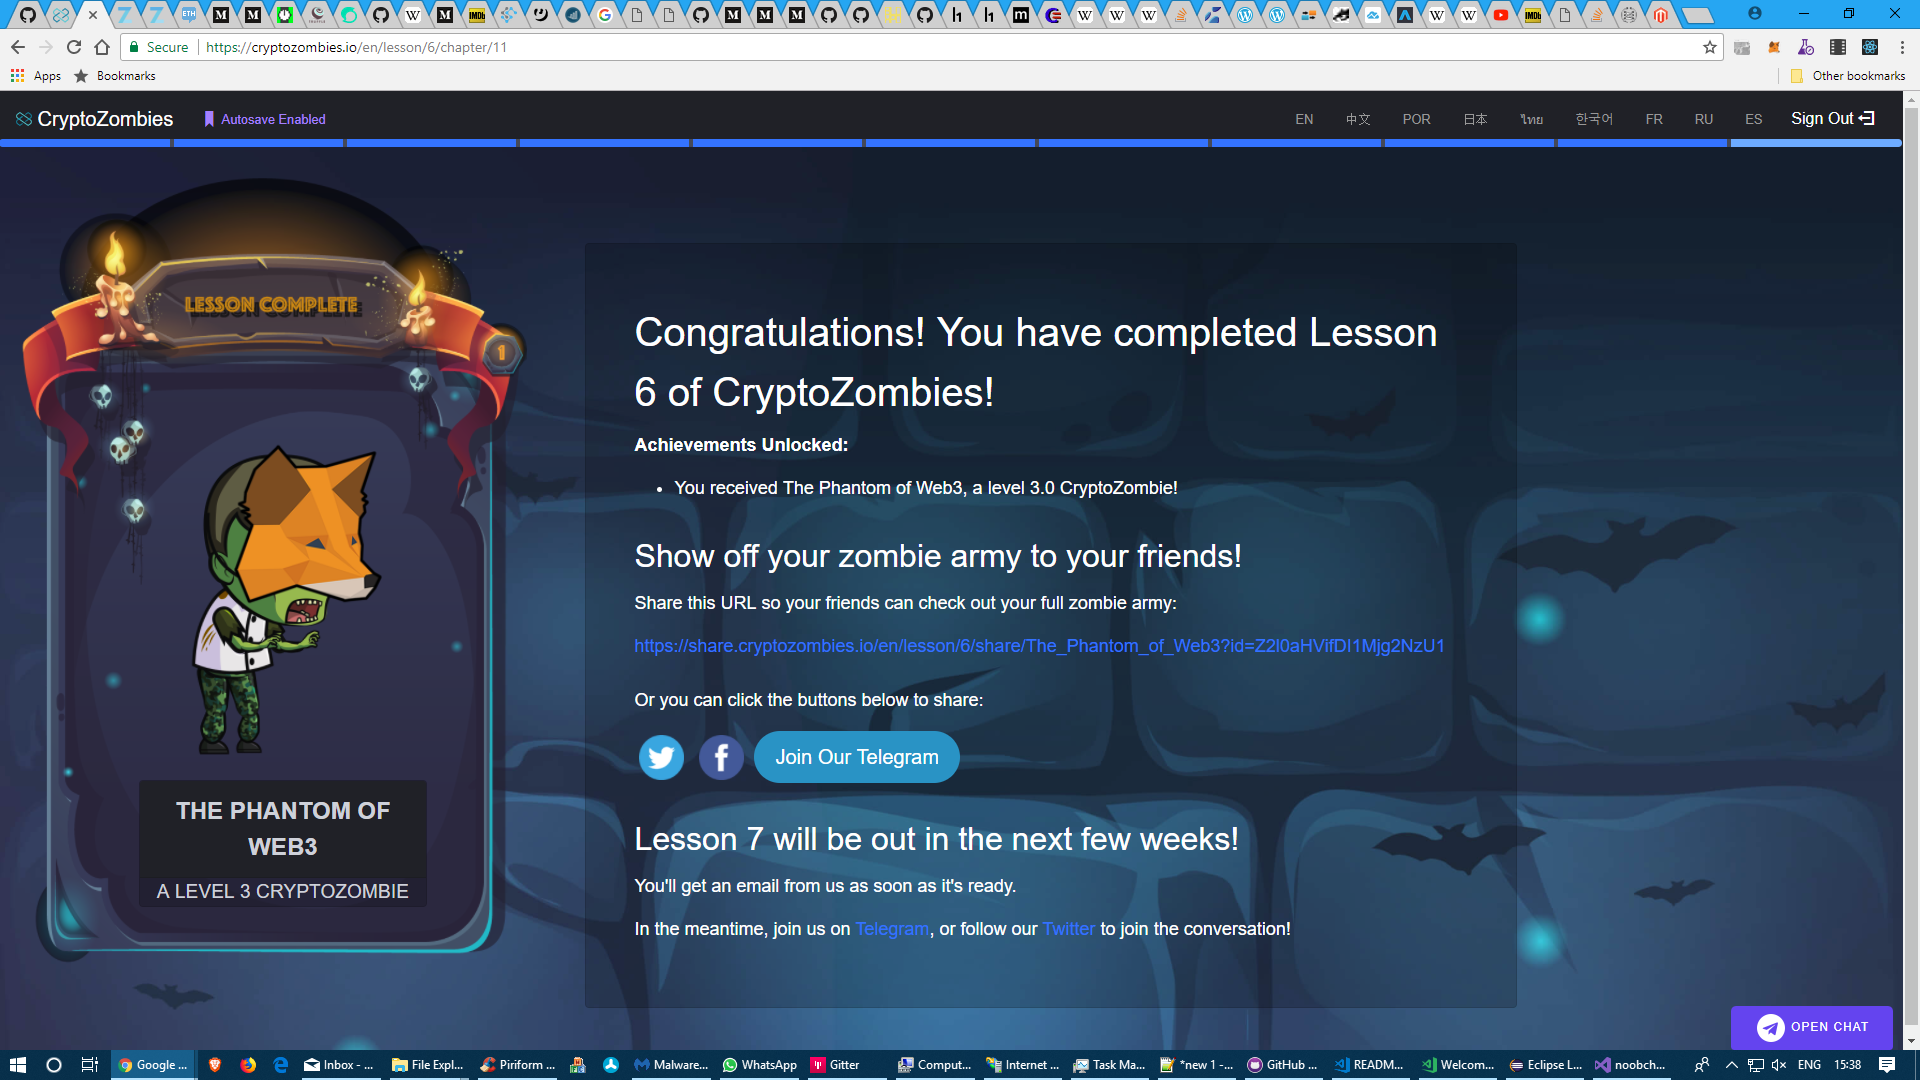 Secure
https://cryptozombies.io/en/lesson/6/chapter/11
Apps
Bookmarks
Other bookmarks
CryptoZombies
Autosave Enabled
EN
中文
POR
日本
ไทย
한국어
FR
RU
ES
Sign Out
LESSON COMPLETE
1
THE PHANTOM OF
WEB3
A LEVEL 3 CRYPTOZOMBIE
Congratulations! You have completed Lesson
6 of CryptoZombies!
Achievements Unlocked:
• You received The Phantom of Web3, a level 3.0 CryptoZombie!
Show off your zombie army to your friends!
Share this URL so your friends can check out your full zombie army:
https://share.cryptozombies.io/en/lesson/6/share/The_Phantom_of_Web3?id=Z2l0aHVifDI1Mjg2NzU1
Or you can click the buttons below to share:
Join Our Telegram
Lesson 7 will be out in the next few weeks!
You'll get an email from us as soon as it's ready.
In the meantime, join us on Telegram, or follow our Twitter to join the conversation!
OPEN CHAT
Google ...
Inbox - ...
File Expl...
Piriform ...
Malware...
WhatsApp
Gitter
Comput...
Internet ...
Task Ma...
*new 1 -...
GitHub ...
READM...
Welcom...
Eclipse L...
noobch...
ENG
15:38